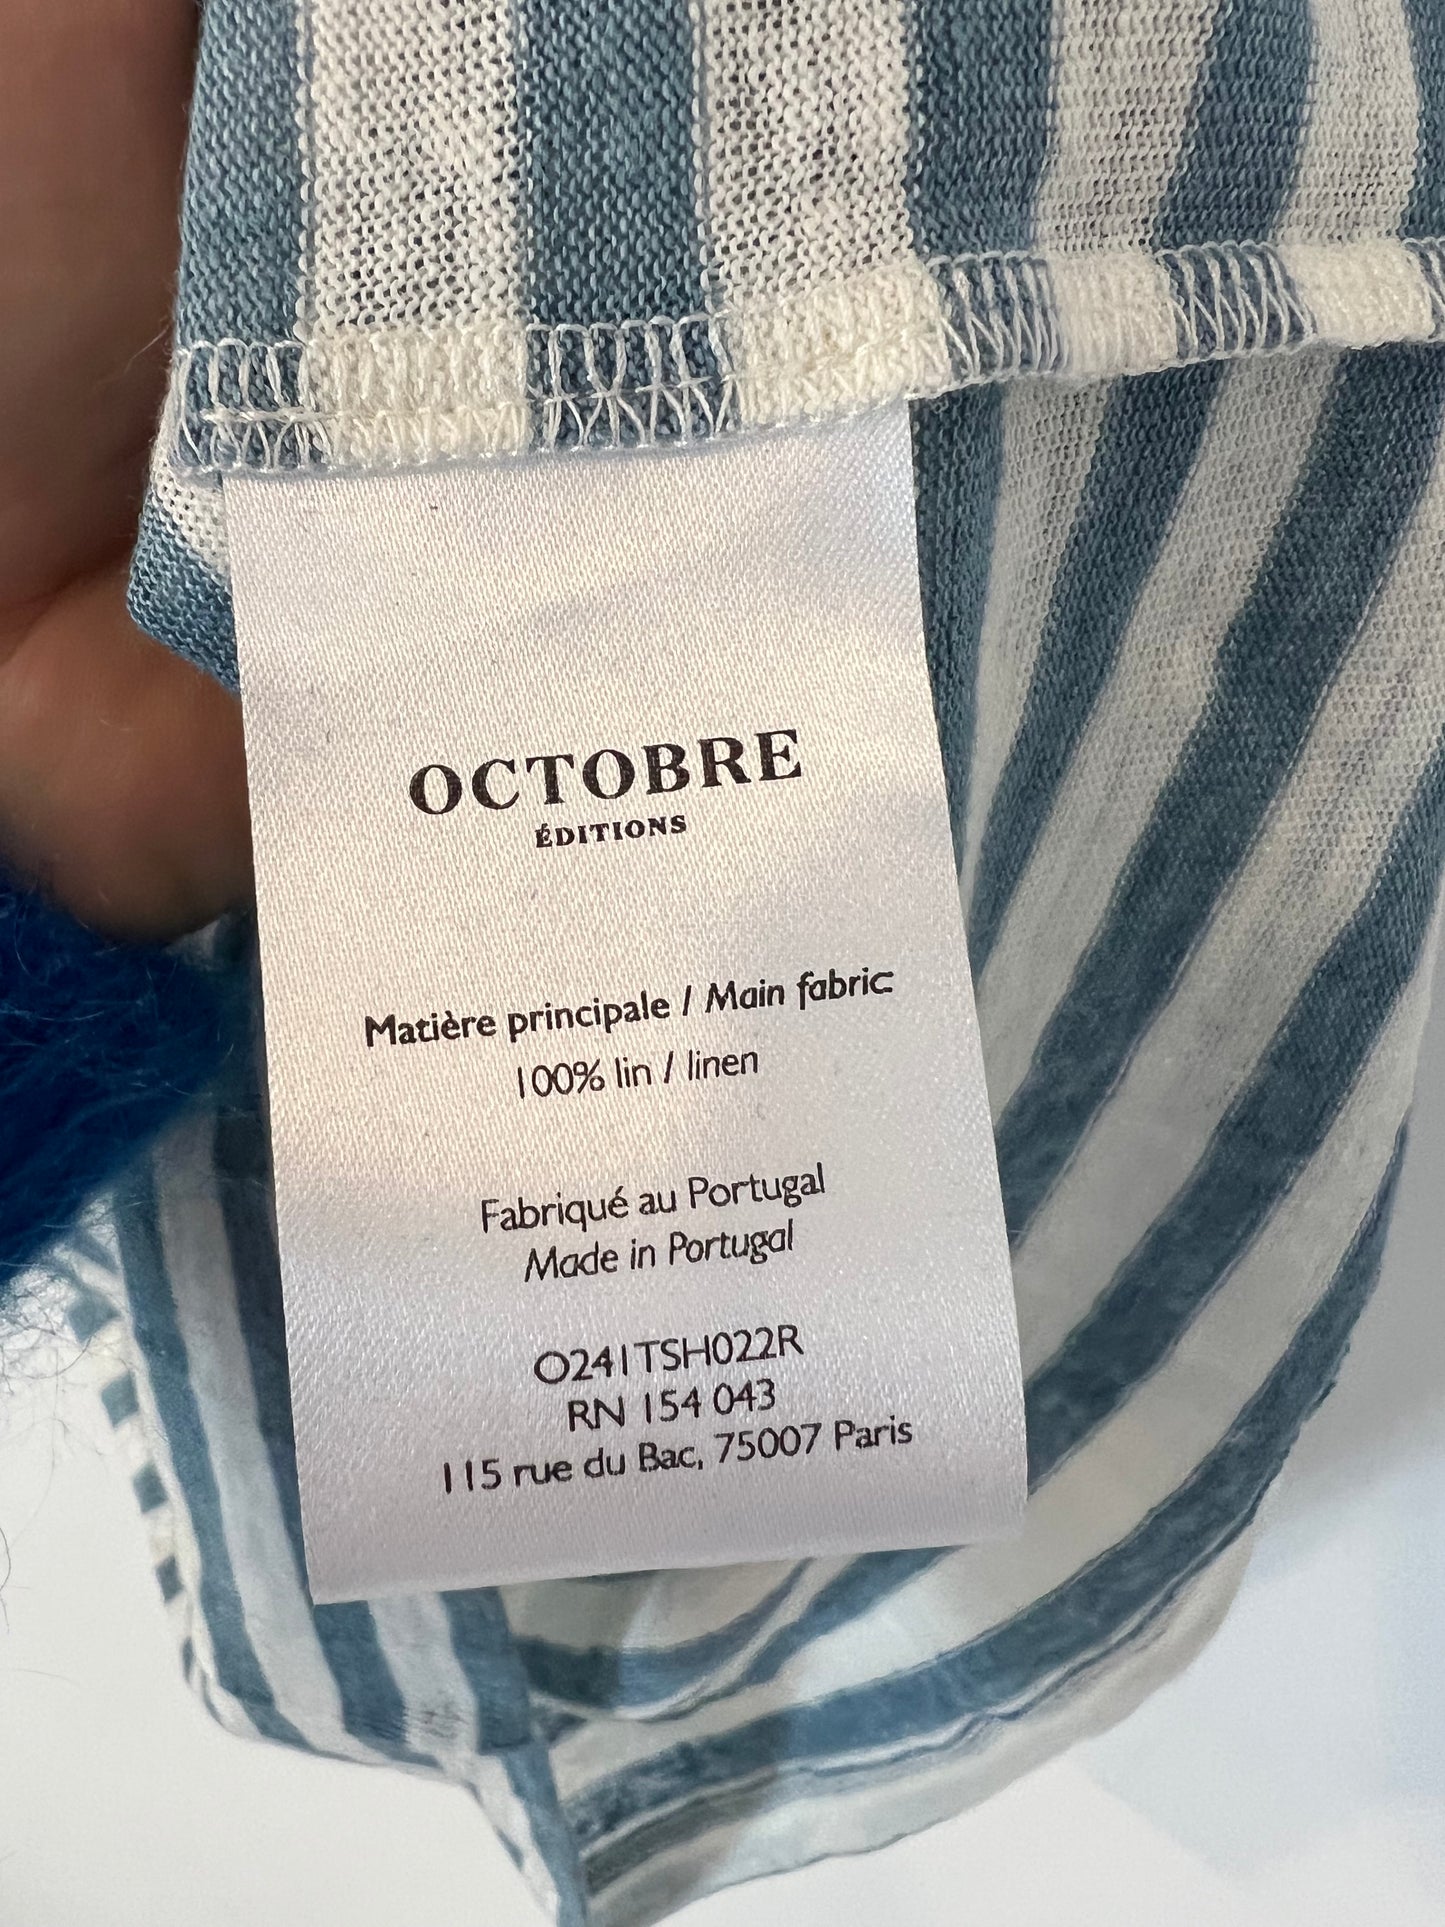 OCTOBRE
ÉDITIONS
Matière principale / Main fabric
100% lin / linen
Fabriqué au Portugal
Made in Portugal
O241TSH022R
RN 154 043
115 rue du Bac, 75007 Paris